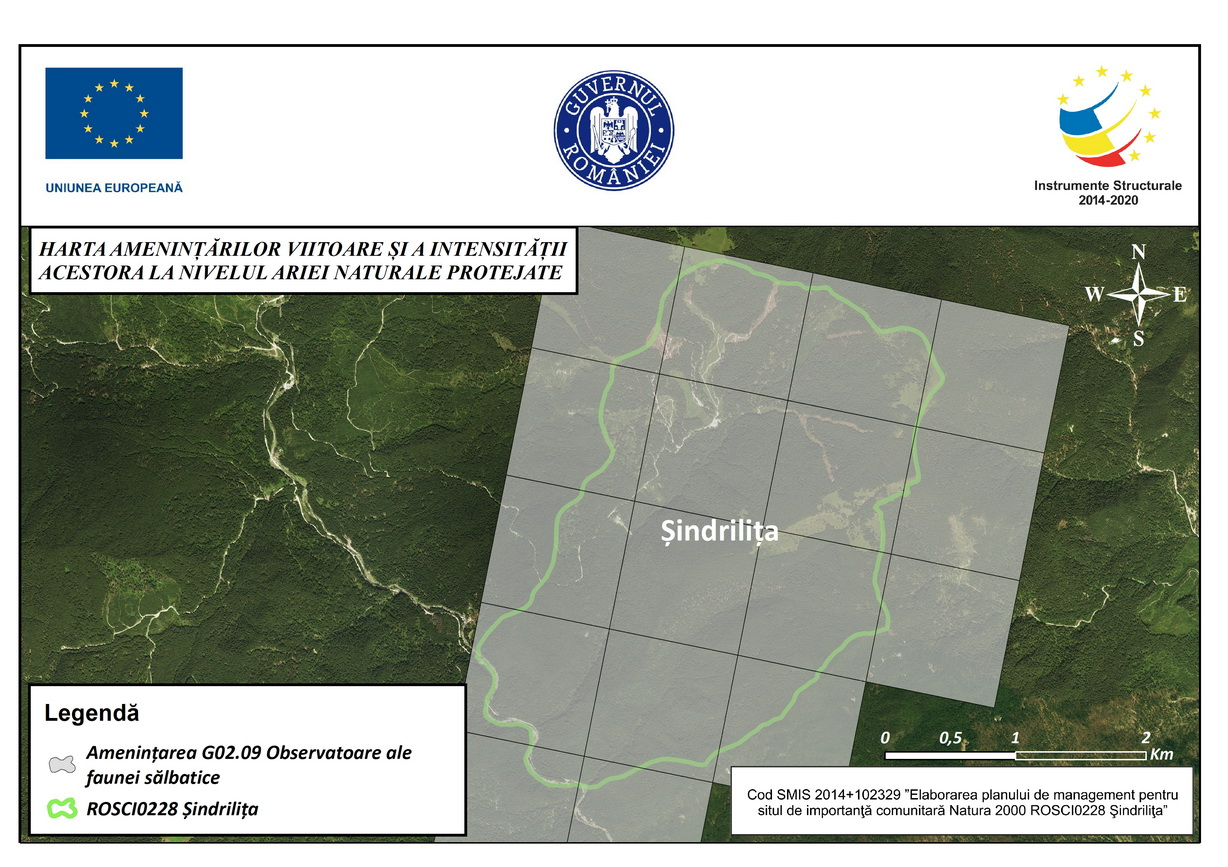 UNIUNEA EUROPEANĂ
GUVERNUL
ROMÂNIEI
Instrumente Structurale
2014-2020
HARTA AMENINȚĂRILOR VIITOARE ȘI A INTENSITĂȚII
ACESTORA LA NIVELUL ARIEI NATURALE PROTEJATE
N
W
E
S
Șindrilița
Legendă
Amenințarea G02.09 Observatoare ale
faunei sălbatice
ROSCI0228 Șindrilița
0 0,5 1 2
Km
Cod SMIS 2014+102329 ”Elaborarea planului de management pentru
situl de importanţă comunitară Natura 2000 ROSCI0228 Şindriliţa”